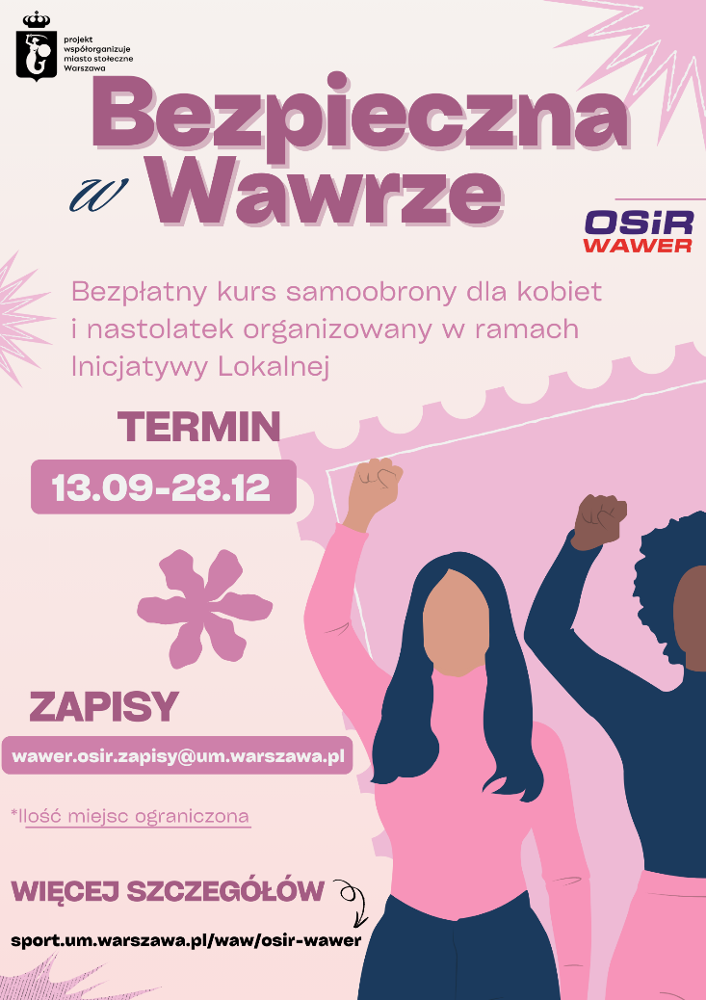 projekt
współorganizuje
miasto stołeczne
Warszawa
Bezpieczna
w Wawrze
OSiR
WAWER
Bezpłatny kurs samoobrony dla kobiet
i nastolatek organizowany w ramach
Inicjatywy Lokalnej
TERMIN
13.09-28.12
ZAPISY
wawer.osir.zapisy@um.warszawa.pl
*Ilość miejsc ograniczona
WIĘCEJ SZCZEGÓŁÓW
sport.um.warszawa.pl/waw/osir-wawer